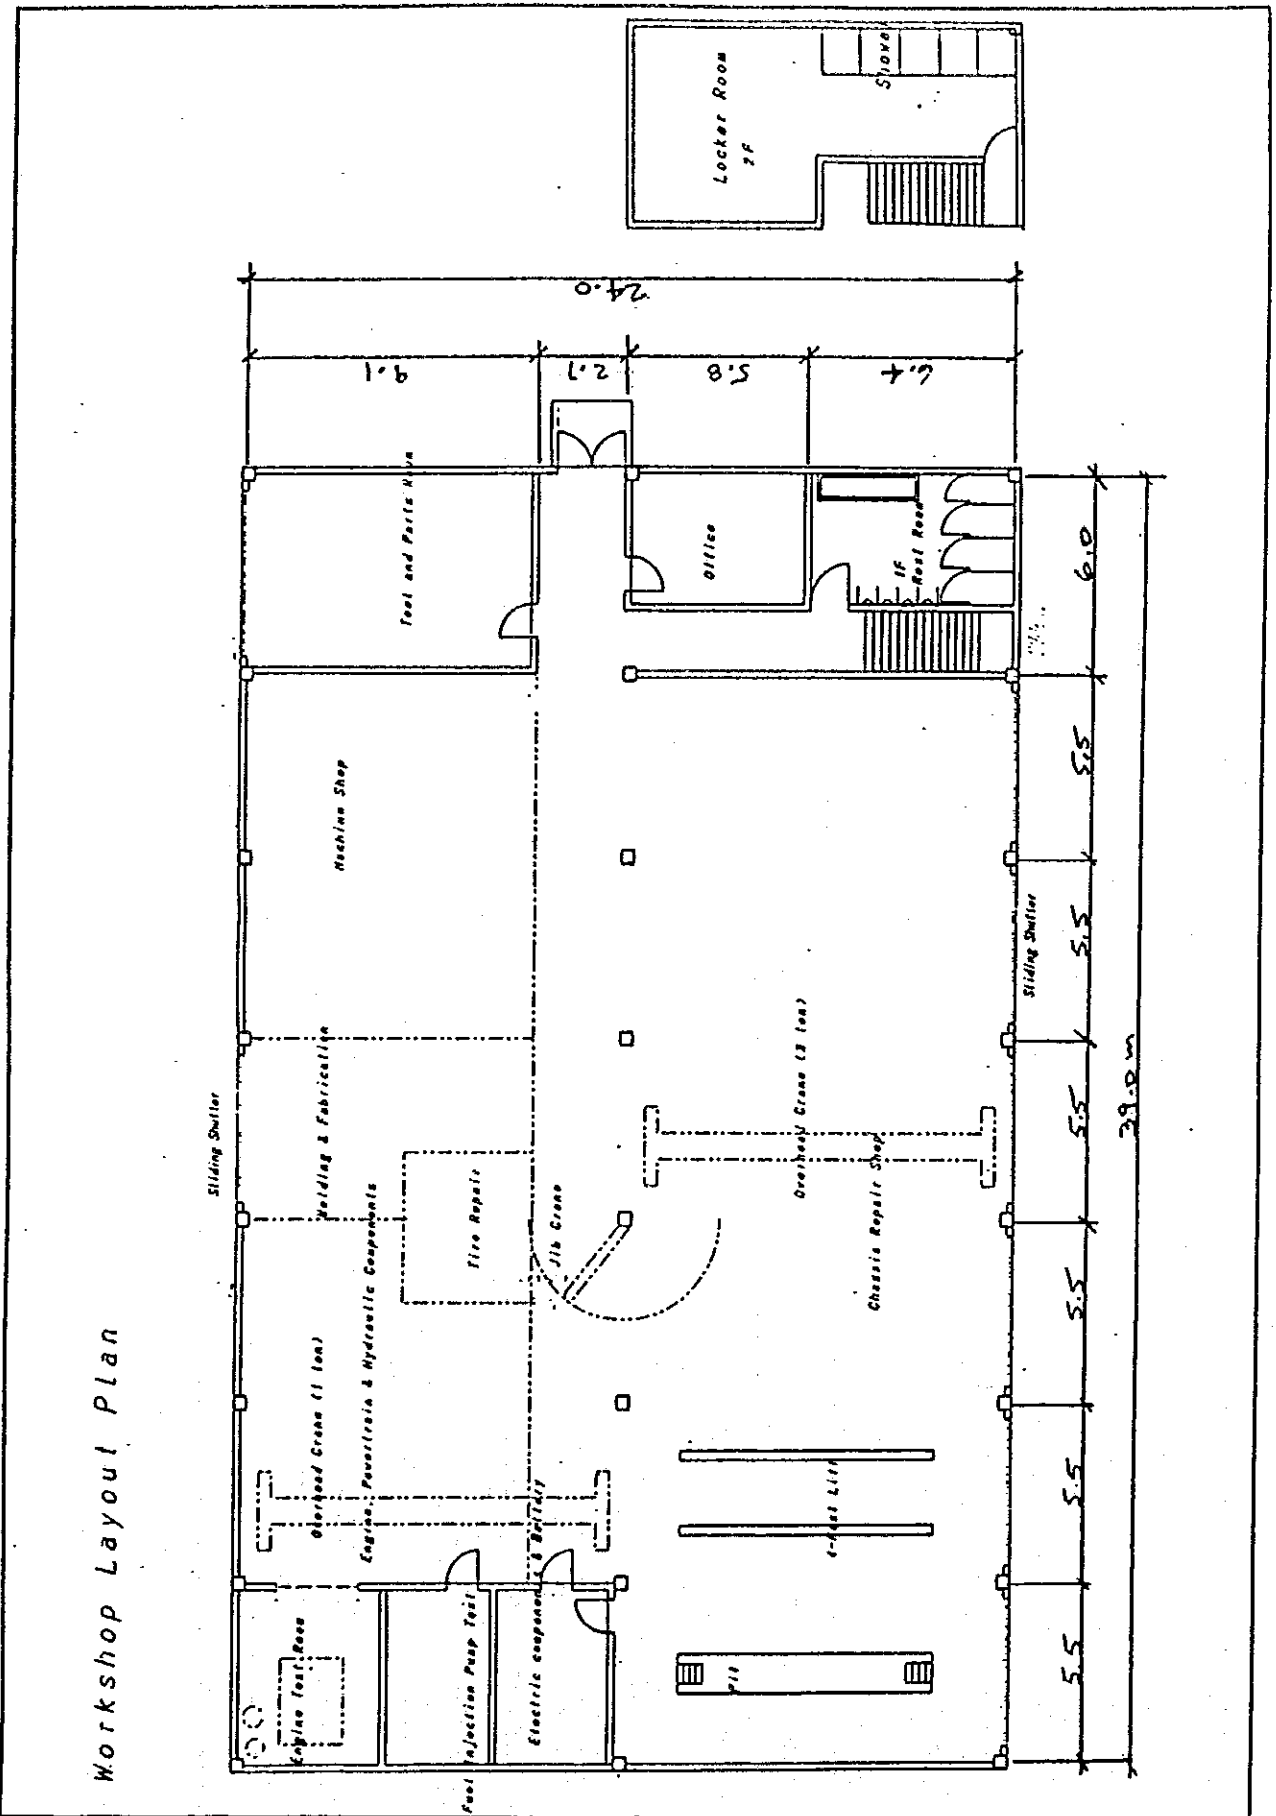 Workshop Layout Plan
Locker Room
2F
Shower
24.0
9.1
2.7
5.8
6.4
Tool and Parts Room
Office
1F
Rest Room
6.0
5.5
5.5
5.5
5.5
5.5
5.5
39.0 m
Machine Shop
Sliding Shutter
Sliding Shutter
Welding & Fabrication
Tire Repair
Jib Crane
Overhead Crane (3 ton)
Chassis Repair Shop
Overhead Crane (1 ton)
Engine, Powertrain & Hydraulic Components
4-Post Lift
Pit
Engine Test Room
Fuel Injection Pump Test
Electric component & Battery